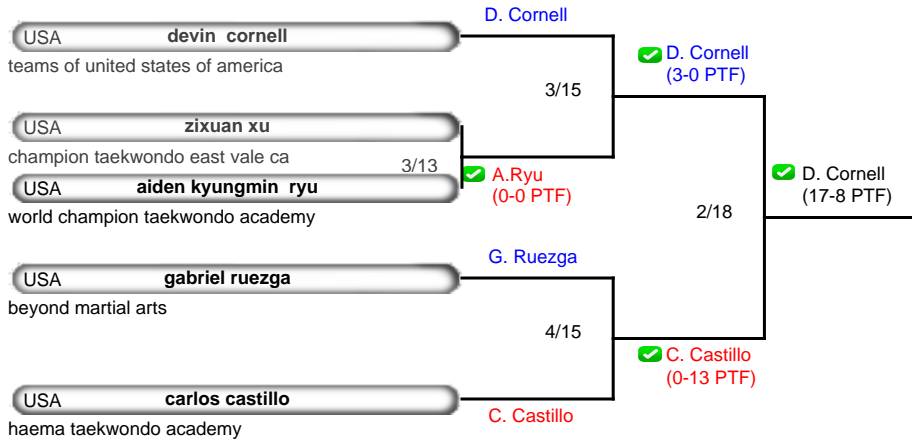 D. Cornell
USA devin cornell
teams of united states of america
D. Cornell
(3-0 PTF)
3/15
USA zixuan xu
champion taekwondo east vale ca
3/13
A.Ryu
(0-0 PTF)
USA aiden kyungmin ryu
world champion taekwondo academy
D. Cornell
(17-8 PTF)
2/18
G. Ruezga
USA gabriel ruezga
beyond martial arts
4/15
C. Castillo
(0-13 PTF)
USA carlos castillo
C. Castillo
haema taekwondo academy